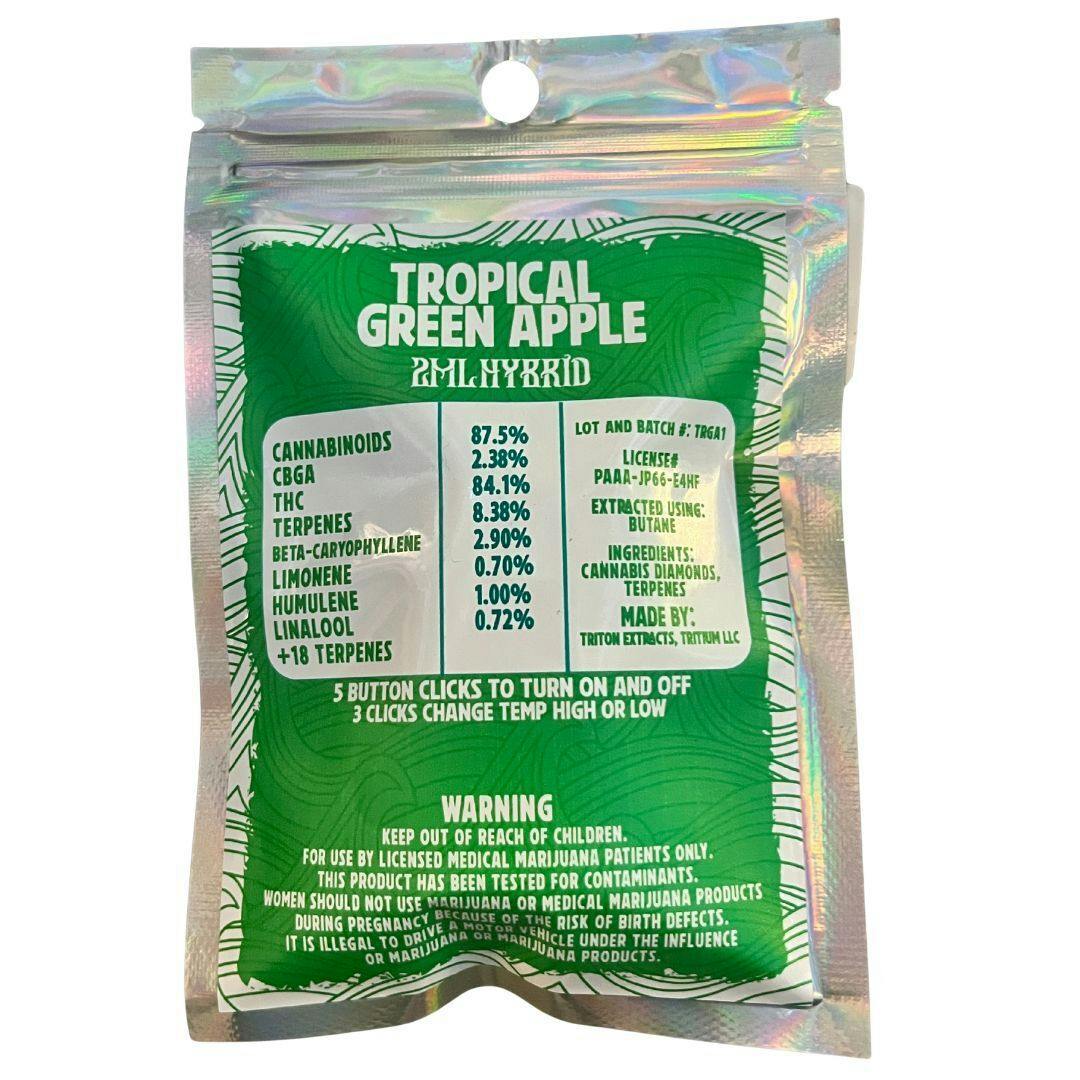 TROPICAL
GREEN APPLE
2ML HYBRID
CANNABINOIDS
CBGA
THC
TERPENES
BETA-CARYOPHYLLENE
LIMONENE
HUMULENE
LINALOOL
+18 TERPENES
87.5%
2.38%
84.1%
8.38%
2.90%
0.70%
1.00%
0.72%
LOT AND BATCH #: TRGA1
LICENSE#
PAAA-JP66-E4HF
EXTRACTED USING:
BUTANE
INGREDIENTS:
CANNABIS DIAMONDS,
TERPENES
MADE BY:
TRITON EXTRACTS, TRITIUM LLC
5 BUTTON CLICKS TO TURN ON AND OFF
3 CLICKS CHANGE TEMP HIGH OR LOW
WARNING
KEEP OUT OF REACH OF CHILDREN.
FOR USE BY LICENSED MEDICAL MARIJUANA PATIENTS ONLY.
THIS PRODUCT HAS BEEN TESTED FOR CONTAMINANTS.
WOMEN SHOULD NOT USE MARIJUANA OR MEDICAL MARIJUANA PRODUCTS
DURING PREGNANCY BECAUSE OF THE RISK OF BIRTH DEFECTS.
IT IS ILLEGAL TO DRIVE A MOTOR VEHICLE UNDER THE INFLUENCE
OR MARIJUANA OR MARIJUANA PRODUCTS.